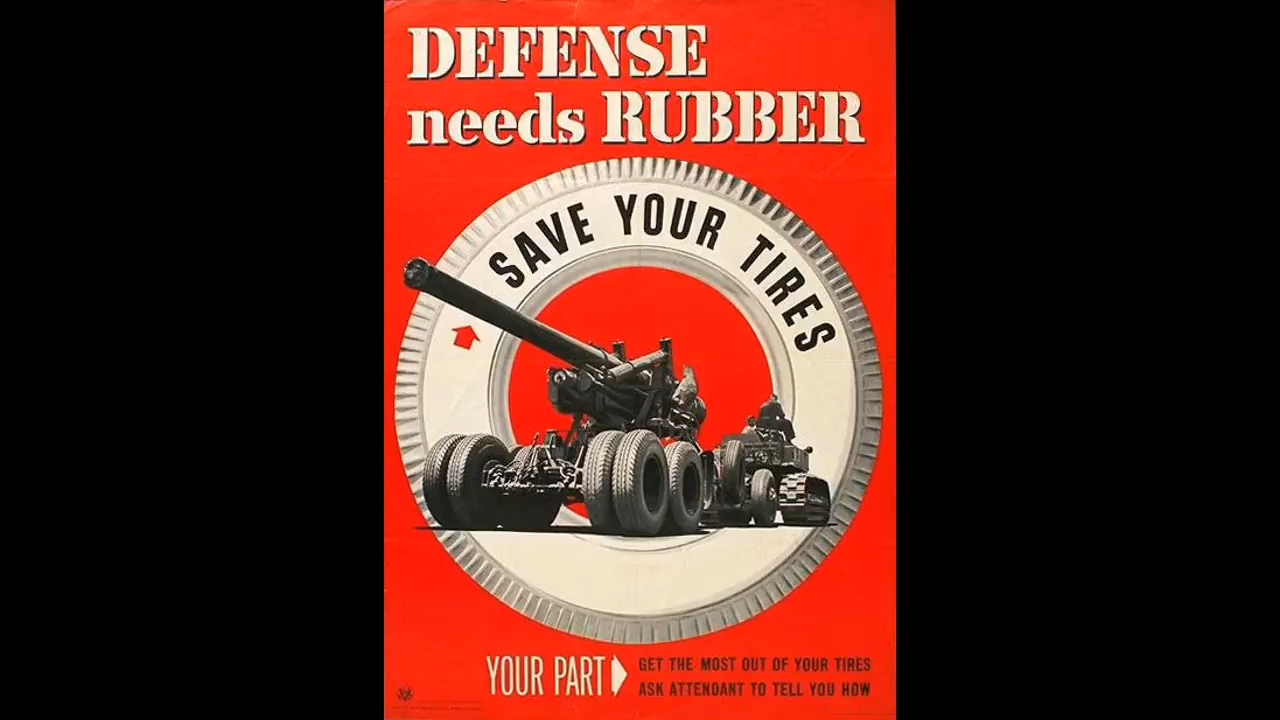 DEFENSE
needs RUBBER
SAVE YOUR TIRES
YOUR PART
GET THE MOST OUT OF YOUR TIRES
ASK ATTENDANT TO TELL YOU HOW